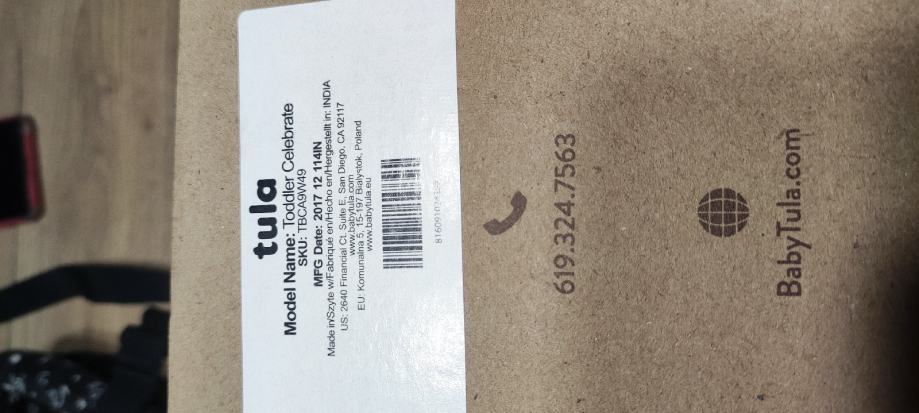 tula
Model Name: Toddler Celebrate
SKU: TBCA9W49
MFG Date: 2017 12 114IN
Made in/Szyte w/Fabriqué en/Hecho en/Hergestellt in: INDIA
US: 2640 Financial Ct. Suite E, San Diego, CA 92117
www.babytula.com
EU: Komunalna 5, 15-197 Bialystok, Poland
www.babytula.eu
619.324.7563
BabyTula.com